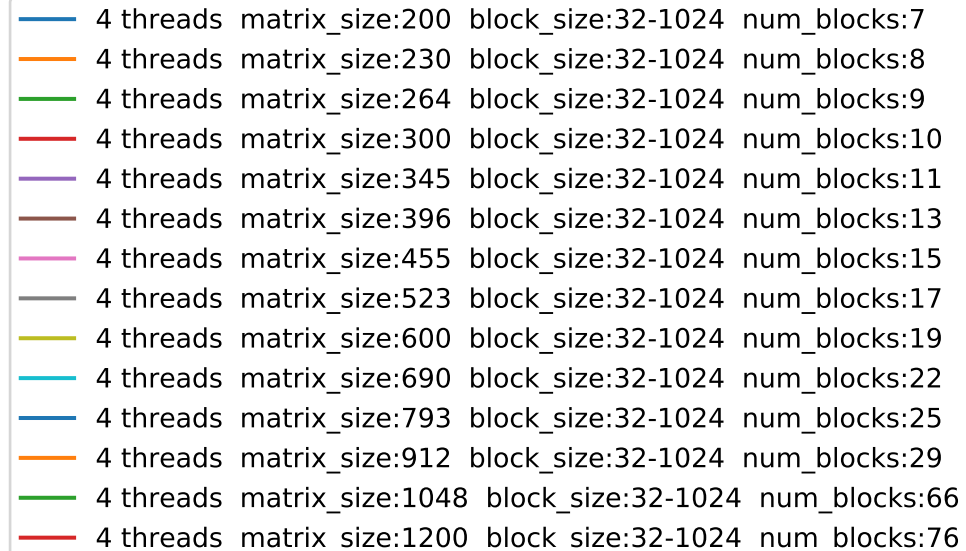 4 threads matrix_size:200 block_size:32-1024 num_blocks:7
4 threads matrix_size:230 block_size:32-1024 num_blocks:8
4 threads matrix_size:264 block_size:32-1024 num_blocks:9
4 threads matrix_size:300 block_size:32-1024 num_blocks:10
4 threads matrix_size:345 block_size:32-1024 num_blocks:11
4 threads matrix_size:396 block_size:32-1024 num_blocks:13
4 threads matrix_size:455 block_size:32-1024 num_blocks:15
4 threads matrix_size:523 block_size:32-1024 num_blocks:17
4 threads matrix_size:600 block_size:32-1024 num_blocks:19
4 threads matrix_size:690 block_size:32-1024 num_blocks:22
4 threads matrix_size:793 block_size:32-1024 num_blocks:25
4 threads matrix_size:912 block_size:32-1024 num_blocks:29
4 threads matrix_size:1048 block_size:32-1024 num_blocks:66
4 threads matrix_size:1200 block_size:32-1024 num_blocks:76